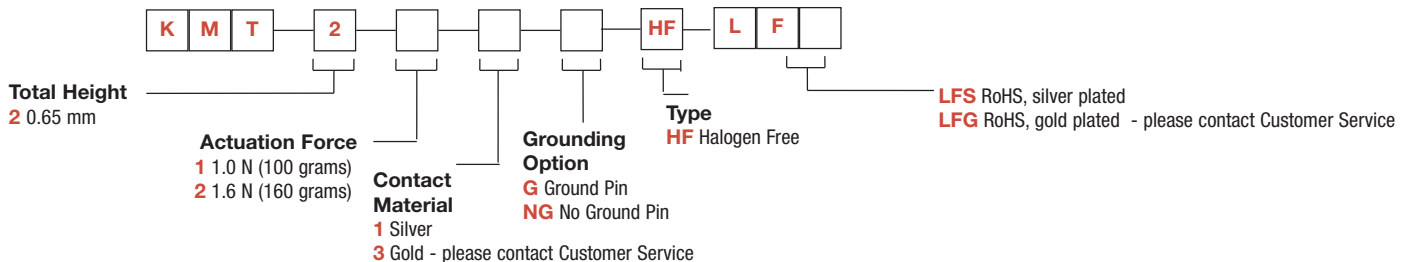 K M T 2 HF L F
Total Height
2 0.65 mm
Actuation Force
1 1.0 N (100 grams)
2 1.6 N (160 grams)
Contact
Material
1 Silver
3 Gold - please contact Customer Service
Grounding
Option
G Ground Pin
NG No Ground Pin
Type
HF Halogen Free
LFS RoHS, silver plated
LFG RoHS, gold plated - please contact Customer Service